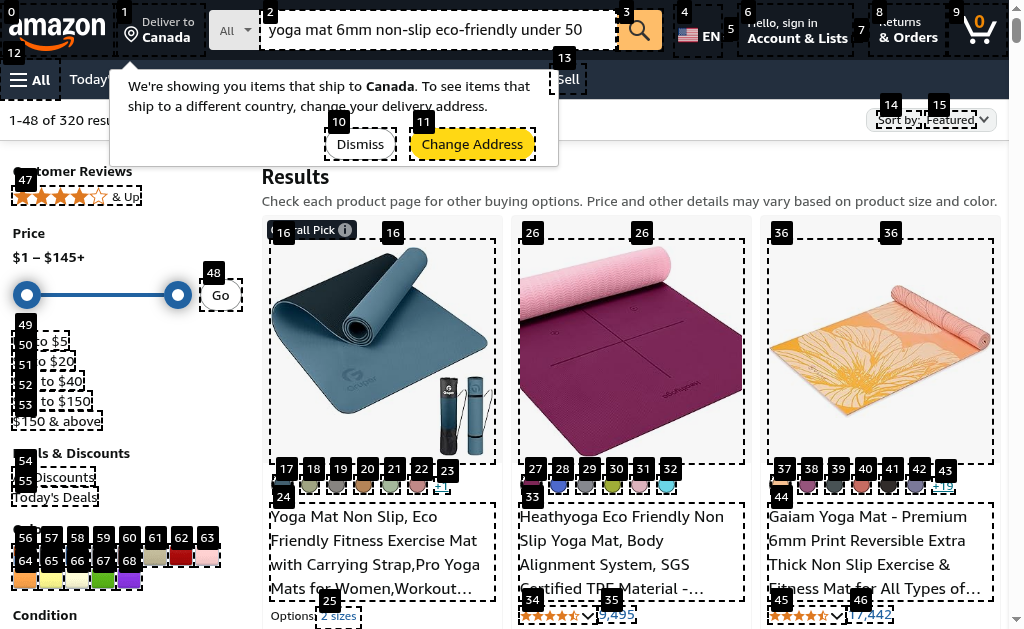 0
1
2
3
4
5
6
7
8
9
amazon
Deliver to
Canada
All
yoga mat 6mm non-slip eco-friendly under 50
EN
Hello, sign in
Account & Lists
Returns
& Orders
0
12
13
All
Today'
Sell
We're showing you items that ship to Canada. To see items that
ship to a different country, change your delivery address.
10
11
Dismiss
Change Address
14
15
1-48 of 320 resu
Sort by:
Featured
47
Customer Reviews
& Up
Price
$1 – $145+
48
Go
49
50
to $5
51
to $20
52
to $40
53
to $150
$150 & above
54
Deals & Discounts
55
Discounts
Today's Deals
56
57
58
59
60
61
62
63
64
65
66
67
68
Condition
Results
Check each product page for other buying options. Price and other details may vary based on product size and color.
16
Overall Pick
16
26
26
36
36
Gruper
17
18
19
20
21
22
23
+1
24
Yoga Mat Non Slip, Eco
Friendly Fitness Exercise Mat
with Carrying Strap,Pro Yoga
Mats for Women,Workout...
25
Options:
2 sizes
27
28
29
30
31
32
33
Heathyoga Eco Friendly Non
Slip Yoga Mat, Body
Alignment System, SGS
Certified TPE Material -...
34
35
9,495
37
38
39
40
41
42
43
+19
44
Gaiam Yoga Mat - Premium
6mm Print Reversible Extra
Thick Non Slip Exercise &
Fitness Mat for All Types of...
45
46
17,442